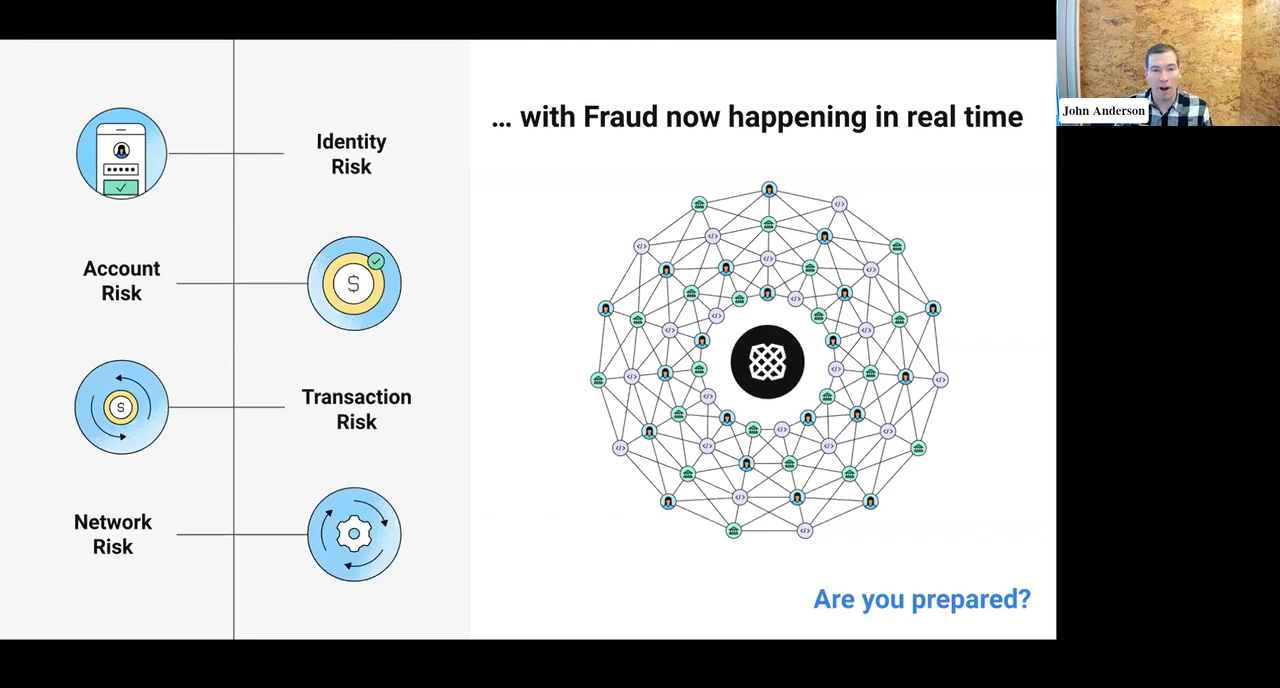 ... with Fraud now happening in real time
John Anderson
Identity
Risk
Account
Risk
$
Transaction
Risk
$
Network
Risk
Are you prepared?